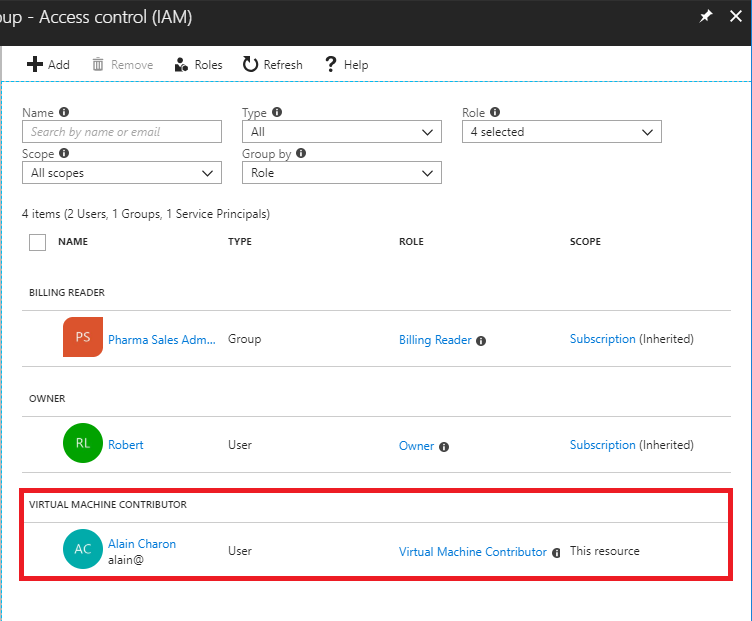 oup - Access control (IAM)
Add Remove Roles Refresh Help
Name Type Role
Search by name or email All 4 selected
Scope Group by
All scopes Role
4 items (2 Users, 1 Groups, 1 Service Principals)
NAME TYPE ROLE SCOPE
BILLING READER
PS Pharma Sales Adm... Group Billing Reader Subscription (Inherited)
OWNER
RL Robert User Owner Subscription (Inherited)
VIRTUAL MACHINE CONTRIBUTOR
AC Alain Charon User Virtual Machine Contributor This resource
alain@